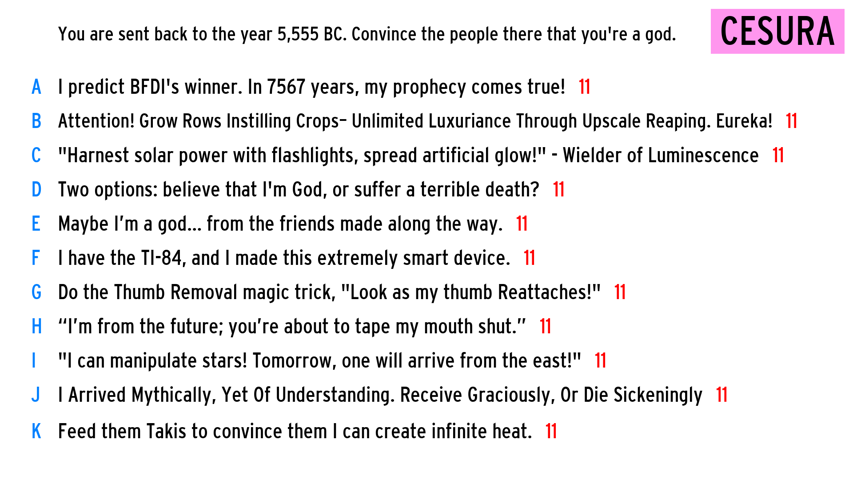 You are sent back to the year 5,555 BC. Convince the people there that you're a god.
CESURA
A I predict BFDI's winner. In 7567 years, my prophecy comes true! 11
B Attention! Grow Rows Instilling Crops– Unlimited Luxuriance Through Upscale Reaping. Eureka! 11
C "Harnest solar power with flashlights, spread artificial glow!" - Wielder of Luminescence 11
D Two options: believe that I'm God, or suffer a terrible death? 11
E Maybe I’m a god... from the friends made along the way. 11
F I have the TI-84, and I made this extremely smart device. 11
G Do the Thumb Removal magic trick, "Look as my thumb Reattaches!" 11
H “I’m from the future; you’re about to tape my mouth shut.” 11
I "I can manipulate stars! Tomorrow, one will arrive from the east!" 11
J I Arrived Mythically, Yet Of Understanding. Receive Graciously, Or Die Sickeningly 11
K Feed them Takis to convince them I can create infinite heat. 11